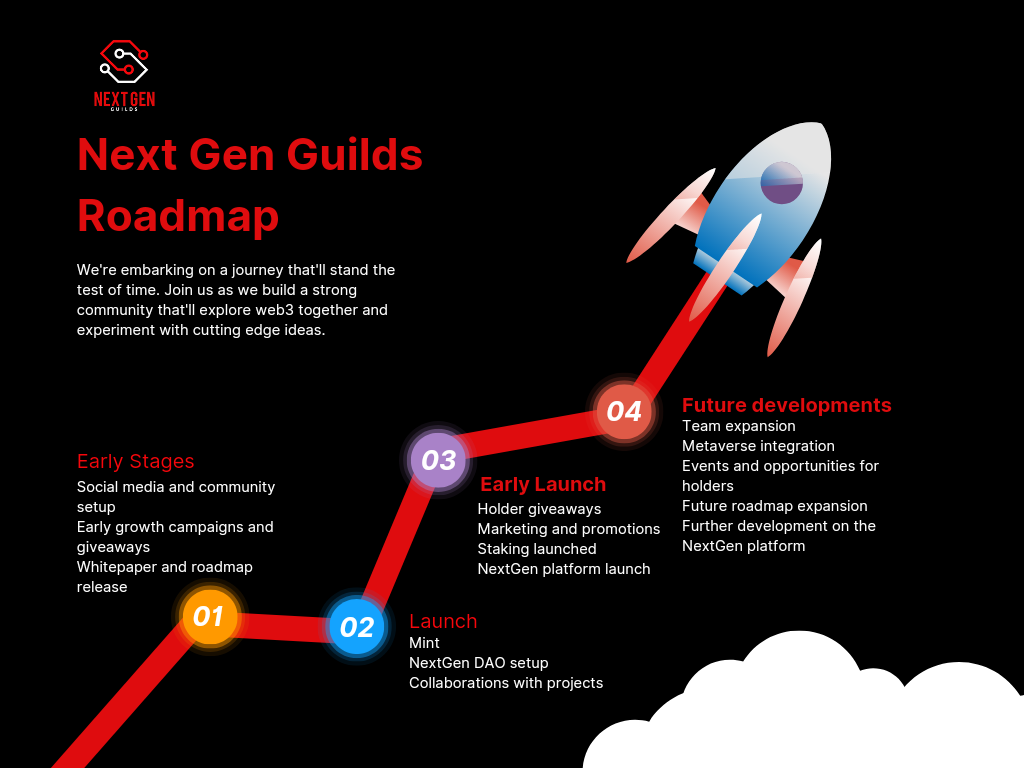 NEXTGEN
GUILDS
Next Gen Guilds
Roadmap
We're embarking on a journey that'll stand the
test of time. Join us as we build a strong
community that'll explore web3 together and
experiment with cutting edge ideas.
Early Stages
Social media and community
setup
Early growth campaigns and
giveaways
Whitepaper and roadmap
release
01
02
Launch
Mint
NextGen DAO setup
Collaborations with projects
03
Early Launch
Holder giveaways
Marketing and promotions
Staking launched
NextGen platform launch
04
Future developments
Team expansion
Metaverse integration
Events and opportunities for
holders
Future roadmap expansion
Further development on the
NextGen platform